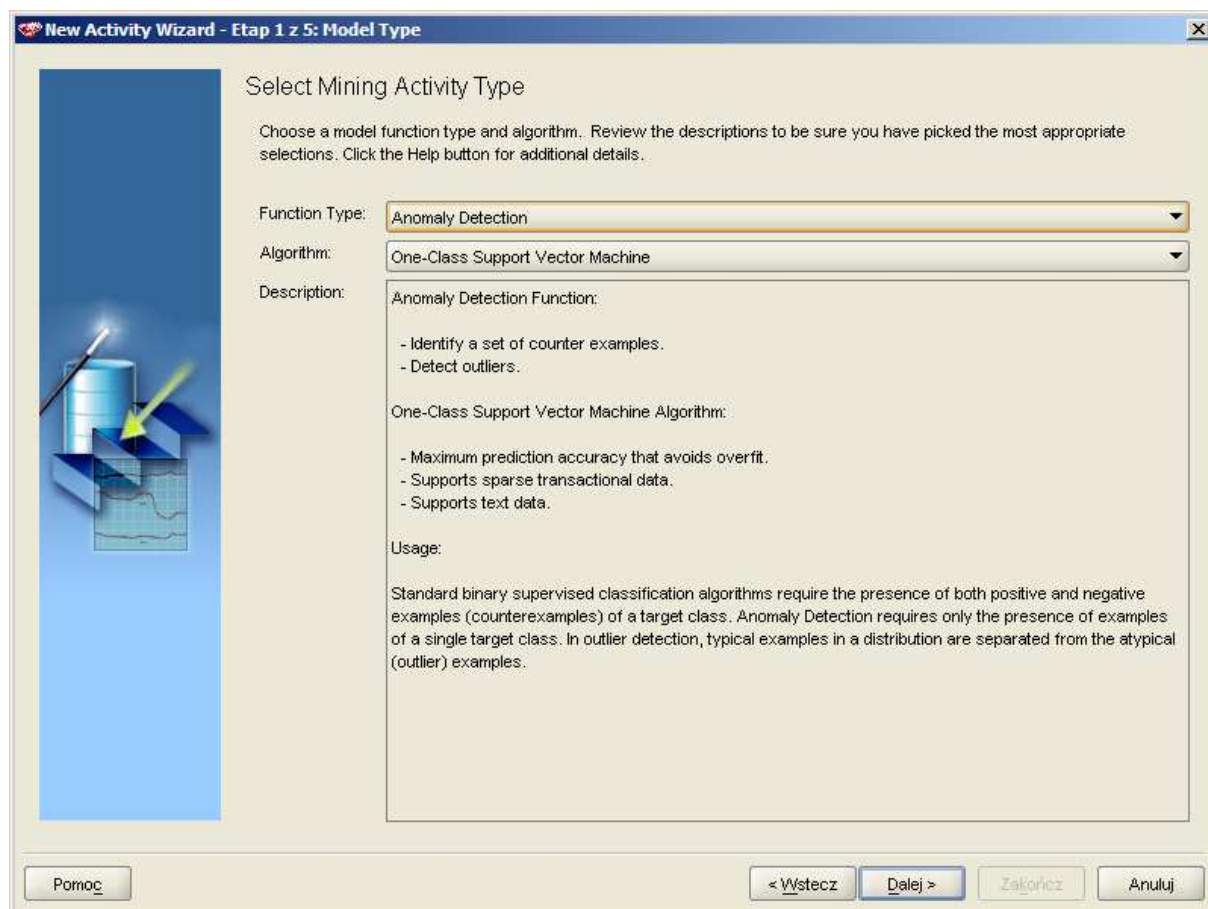 New Activity Wizard - Etap 1 z 5: Model Type
Select Mining Activity Type
Choose a model function type and algorithm. Review the descriptions to be sure you have picked the most appropriate
selections. Click the Help button for additional details.
Function Type: Anomaly Detection
Algorithm: One-Class Support Vector Machine
Description: Anomaly Detection Function:
- Identify a set of counter examples.
- Detect outliers.
One-Class Support Vector Machine Algorithm:
- Maximum prediction accuracy that avoids overfit.
- Supports sparse transactional data.
- Supports text data.
Usage:
Standard binary supervised classification algorithms require the presence of both positive and negative
examples (counterexamples) of a target class. Anomaly Detection requires only the presence of examples
of a single target class. In outlier detection, typical examples in a distribution are separated from the atypical
(outlier) examples.
Pomoc < Wstecz Dalej > Zakończ Anuluj